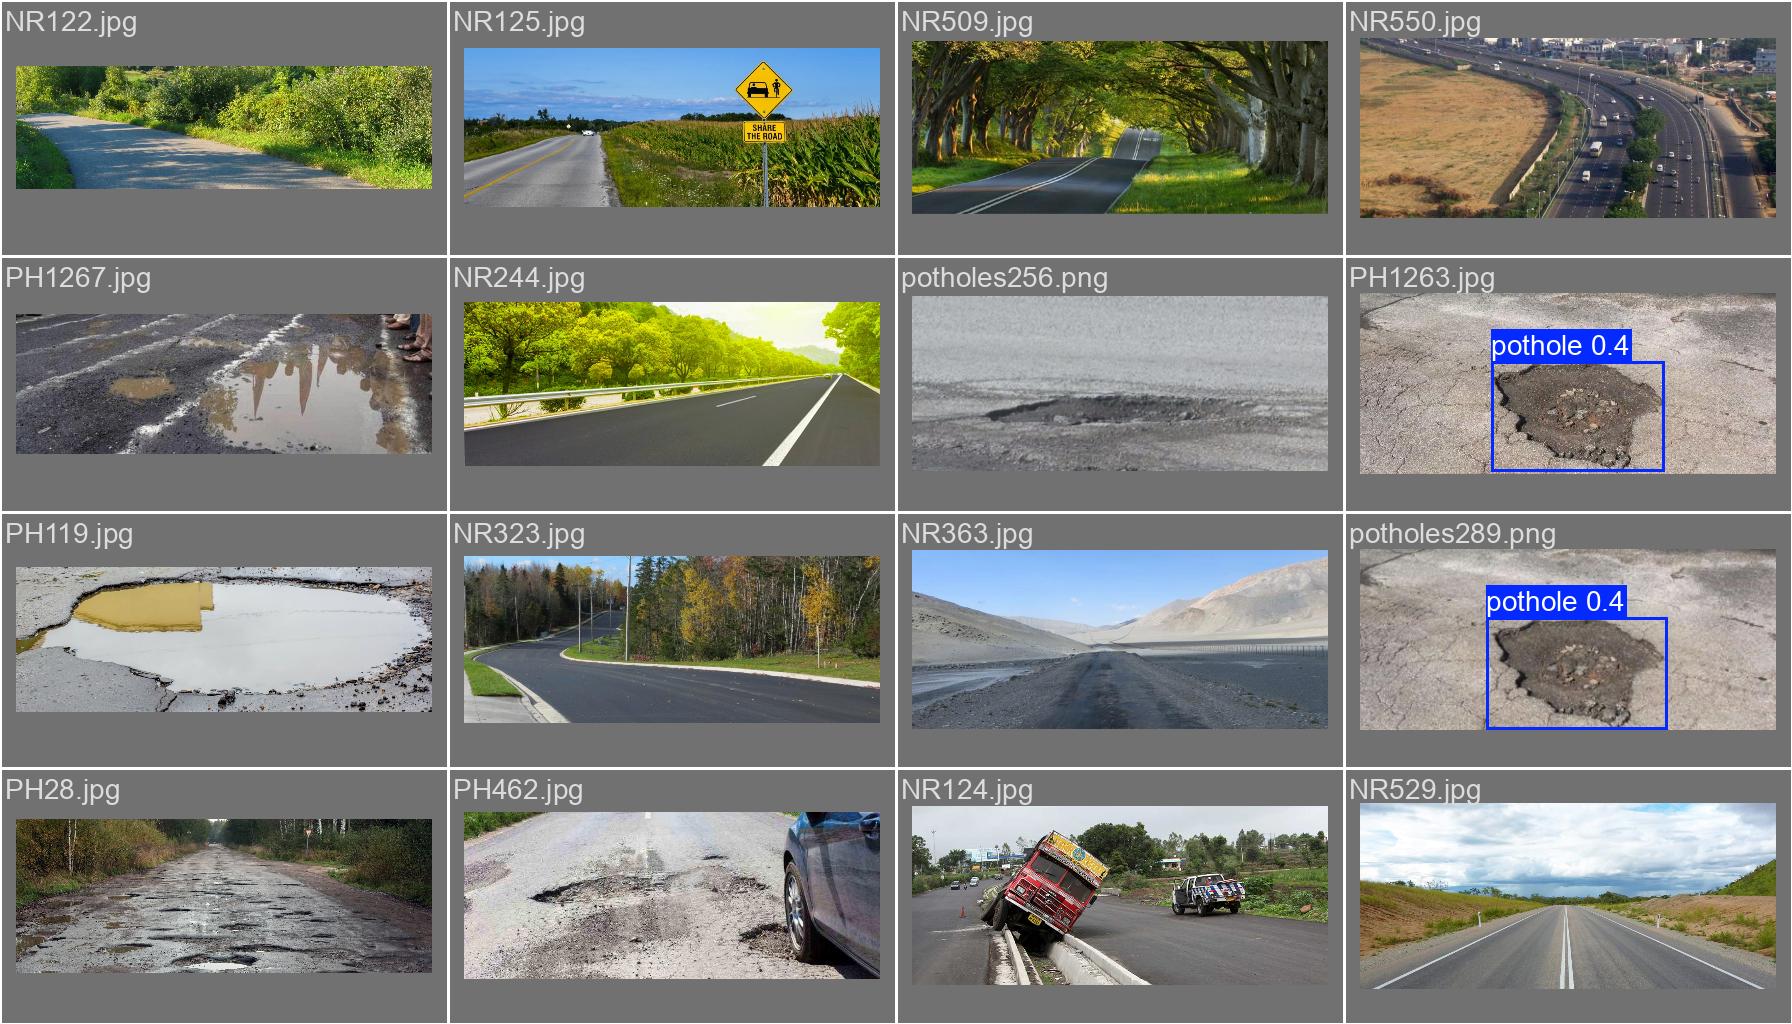 NR122.jpg
NR125.jpg
SHARE
THE ROAD
NR509.jpg
NR550.jpg
PH1267.jpg
NR244.jpg
potholes256.png
PH1263.jpg
pothole 0.4
PH119.jpg
NR323.jpg
NR363.jpg
potholes289.png
pothole 0.4
PH28.jpg
PH462.jpg
NR124.jpg
NR529.jpg